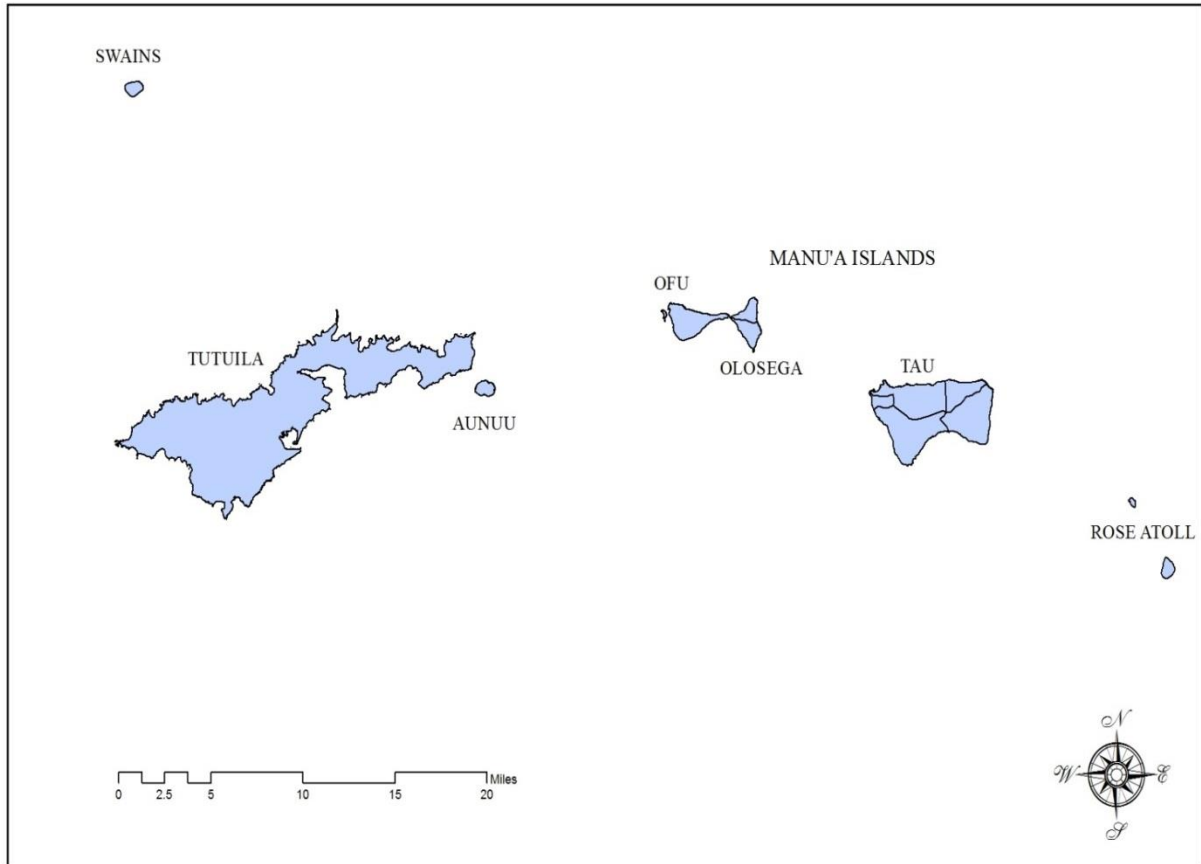 SWAINS
MANU'A ISLANDS
OFU
TUTUILA
OLOSEGA
TAU
AUNUU
ROSE ATOLL
N
W E
S
Miles
0 2.5 5 10 15 20